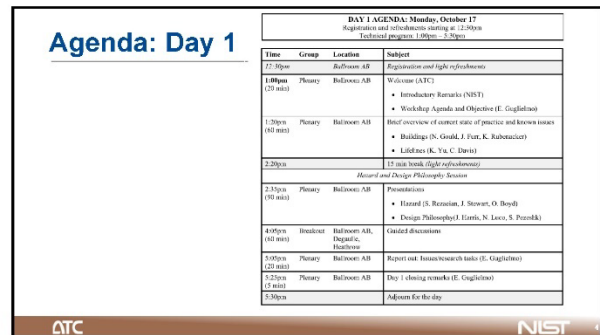 Agenda: Day 1
DAY 1 AGENDA: Monday, October 17
Registration and refreshments starting at 12:30pm
Technical program: 1:00pm – 5:30pm
Time Group Location Subject
12:30pm Ballroom AB Registration and light refreshments
1:00pm Plenary Ballroom AB Welcome (ATC)
(20 min)
• Introductory Remarks (NIST)
• Workshop Agenda and Objective (E. Guglielmo)
1:20pm Plenary Ballroom AB Brief overview of current state of practice and known issues
(60 min)
• Buildings (N. Gould, J. Furr, K. Rubenacker)
• Lifelines (K. Yu, C. Davis)
2:20pm 15 min break (light refreshments)
Hazard and Design Philosophy Session
2:35pm Plenary Ballroom AB Presentations
(90 min)
• Hazard (S. Rezaeian, J. Stewart, O. Boyd)
• Design Philosophy(J. Harris, N. Luco, S. Pezeshk)
4:05pm Breakout Ballroom AB, Guided discussions
(60 min) Degaulle,
Heathrow
5:05pm Plenary Ballroom AB Report out: Issues/research tasks (E. Guglielmo)
(20 min)
5:25pm Plenary Ballroom AB Day 1 closing remarks (E. Guglielmo)
(5 min)
5:30pm Adjourn for the day
ATC NIST